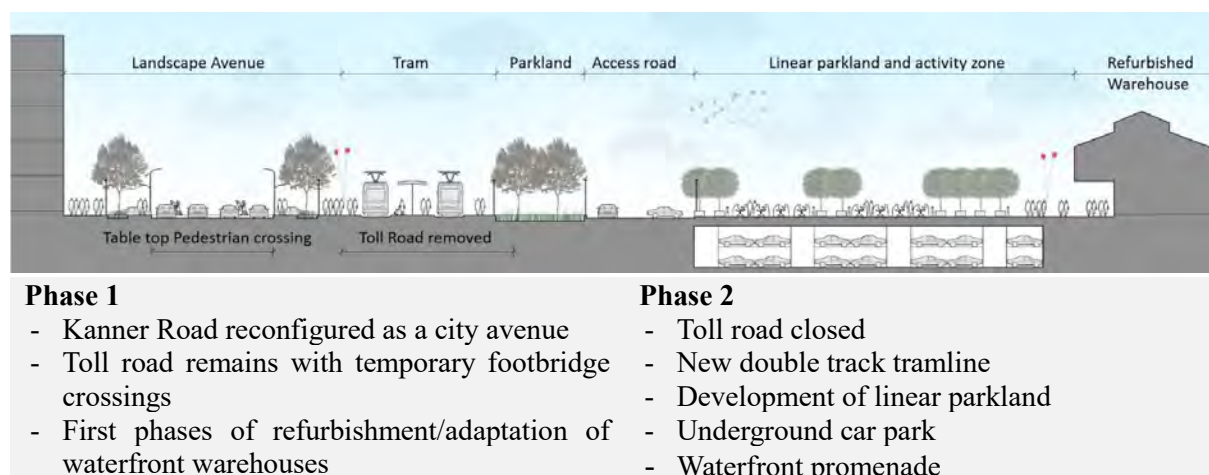 Landscape Avenue Tram Parkland Access road Linear parkland and activity zone Refurbished
Warehouse
Table top Pedestrian crossing Toll Road removed
Phase 1
- Kanner Road reconfigured as a city avenue
- Toll road remains with temporary footbridge
crossings
- First phases of refurbishment/adaptation of
waterfront warehouses
Phase 2
- Toll road closed
- New double track tramline
- Development of linear parkland
- Underground car park
- Waterfront promenade